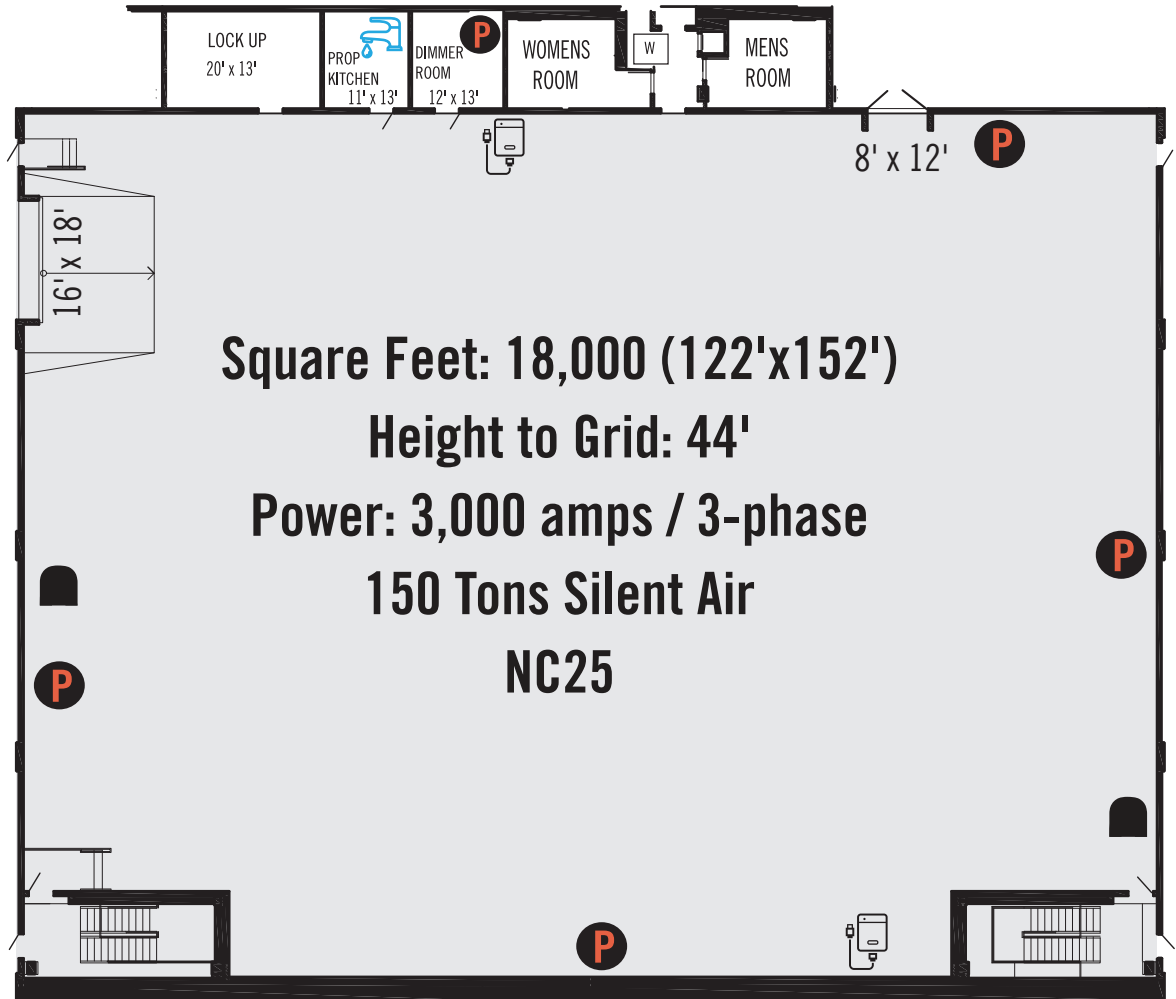 LOCK UP
20' x 13'
PROP
KITCHEN
11' x 13'
DIMMER
ROOM
12' x 13'
P
WOMENS
ROOM
W
MENS
ROOM
8' x 12'
P
16' x 18'
Square Feet: 18,000 (122'x152')
Height to Grid: 44'
Power: 3,000 amps / 3-phase
150 Tons Silent Air
NC25
P
P
P